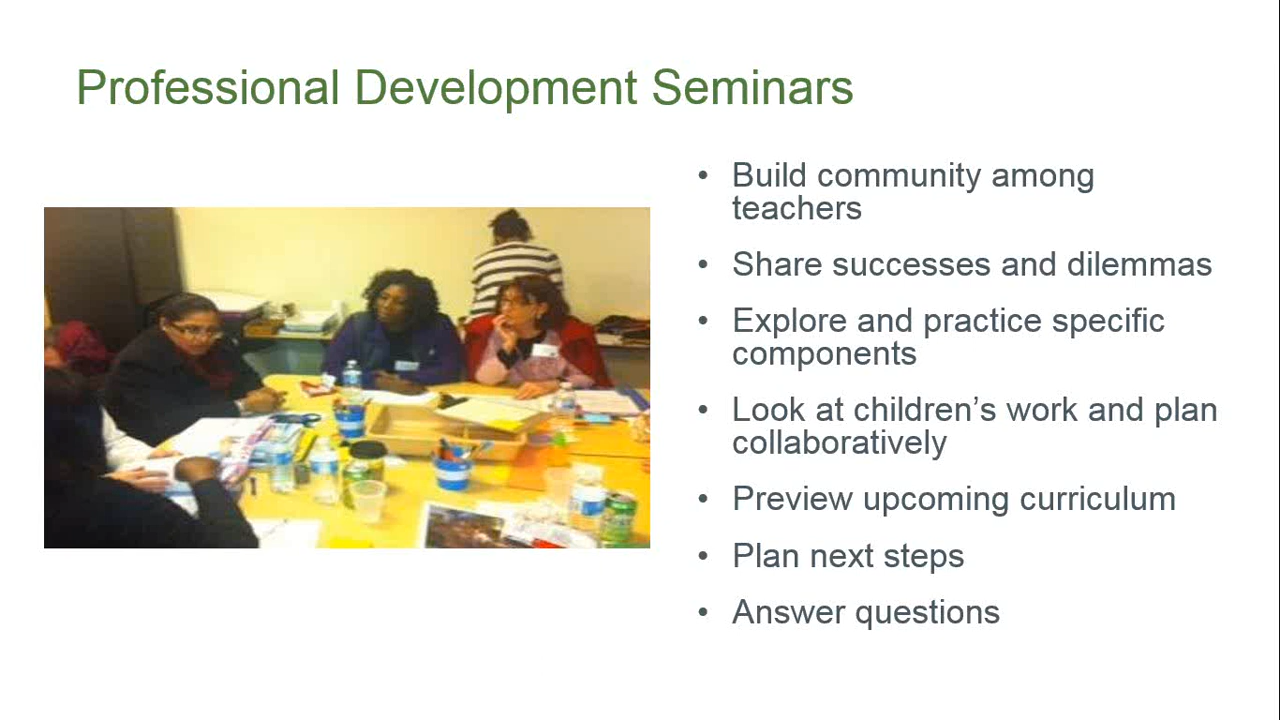 Professional Development Seminars
• Build community among
teachers
• Share successes and dilemmas
• Explore and practice specific
components
• Look at children’s work and plan
collaboratively
• Preview upcoming curriculum
• Plan next steps
• Answer questions